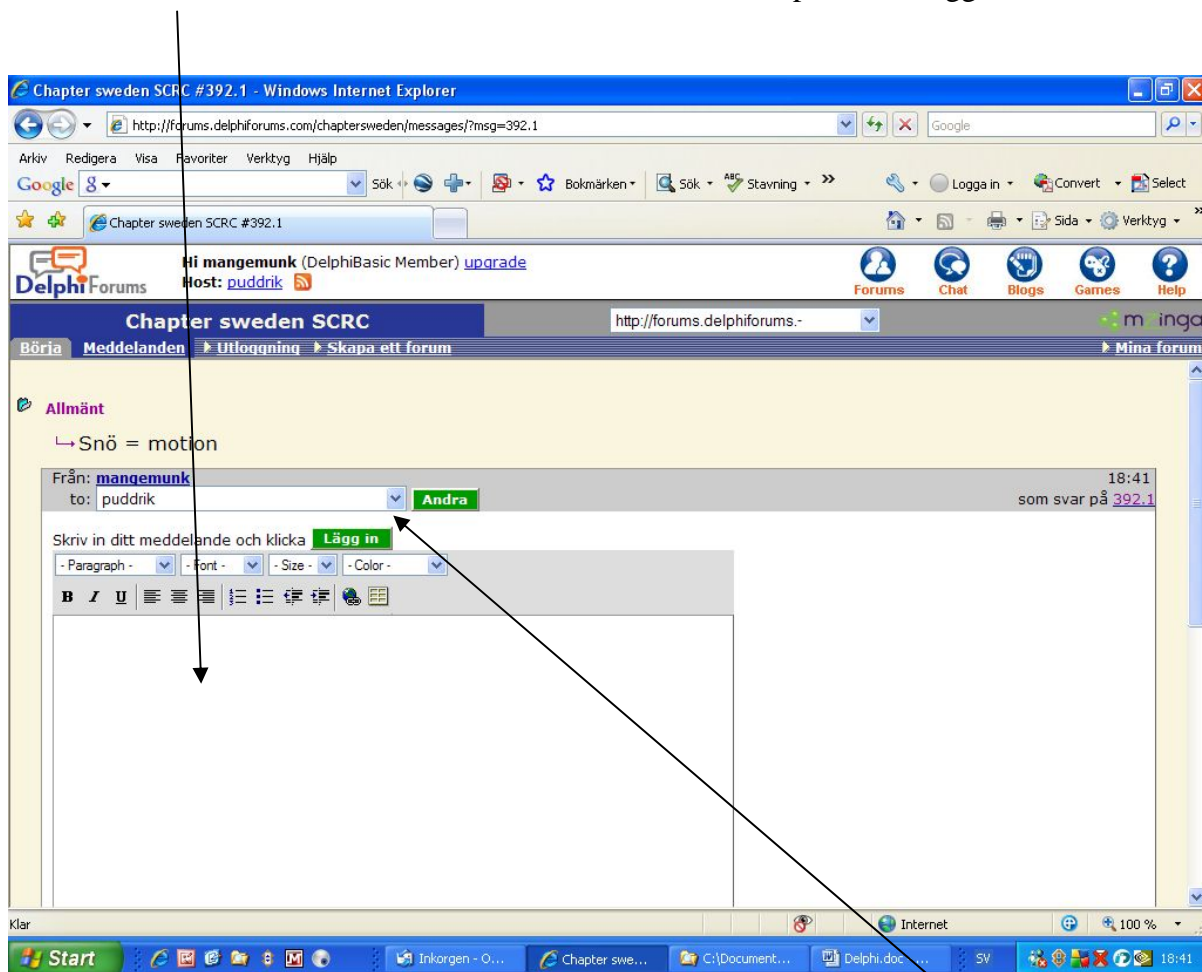 Chapter sweden SCRC #392.1 - Windows Internet Explorer
http://forums.delphiforums.com/chaptersweden/messages/?msg=392.1 Google
Arkiv Redigera Visa Favoriter Verktyg Hjälp
Google Sök Bokmärken Sök Stavning » Logga in Convert Select
Chapter sweden SCRC #392.1 Sida Verktyg »
DelphiForums
Hi mangemunk (DelphiBasic Member) upgrade
Host: puddrik
Forums Chat Blogs Games Help
Chapter sweden SCRC http://forums.delphiforums.-
Börja Meddelanden Utloggning Skapa ett forum Mina forum
Allmänt
Snö = motion
Från: mangemunk 18:41
to: puddrik Andra som svar på 392.1
Skriv in ditt meddelande och klicka Lägg in
- Paragraph - - Font - - Size - - Color -
B I U
Klar Internet 100 %
Start Inkorgen - O... Chapter swe... C:\Document... Delphi.doc - ... SV 18:41